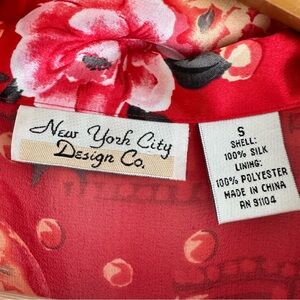 New York City
Design Co.
S
SHELL:
100% SILK
LINING:
100% POLYESTER
MADE IN CHINA
RN 91104